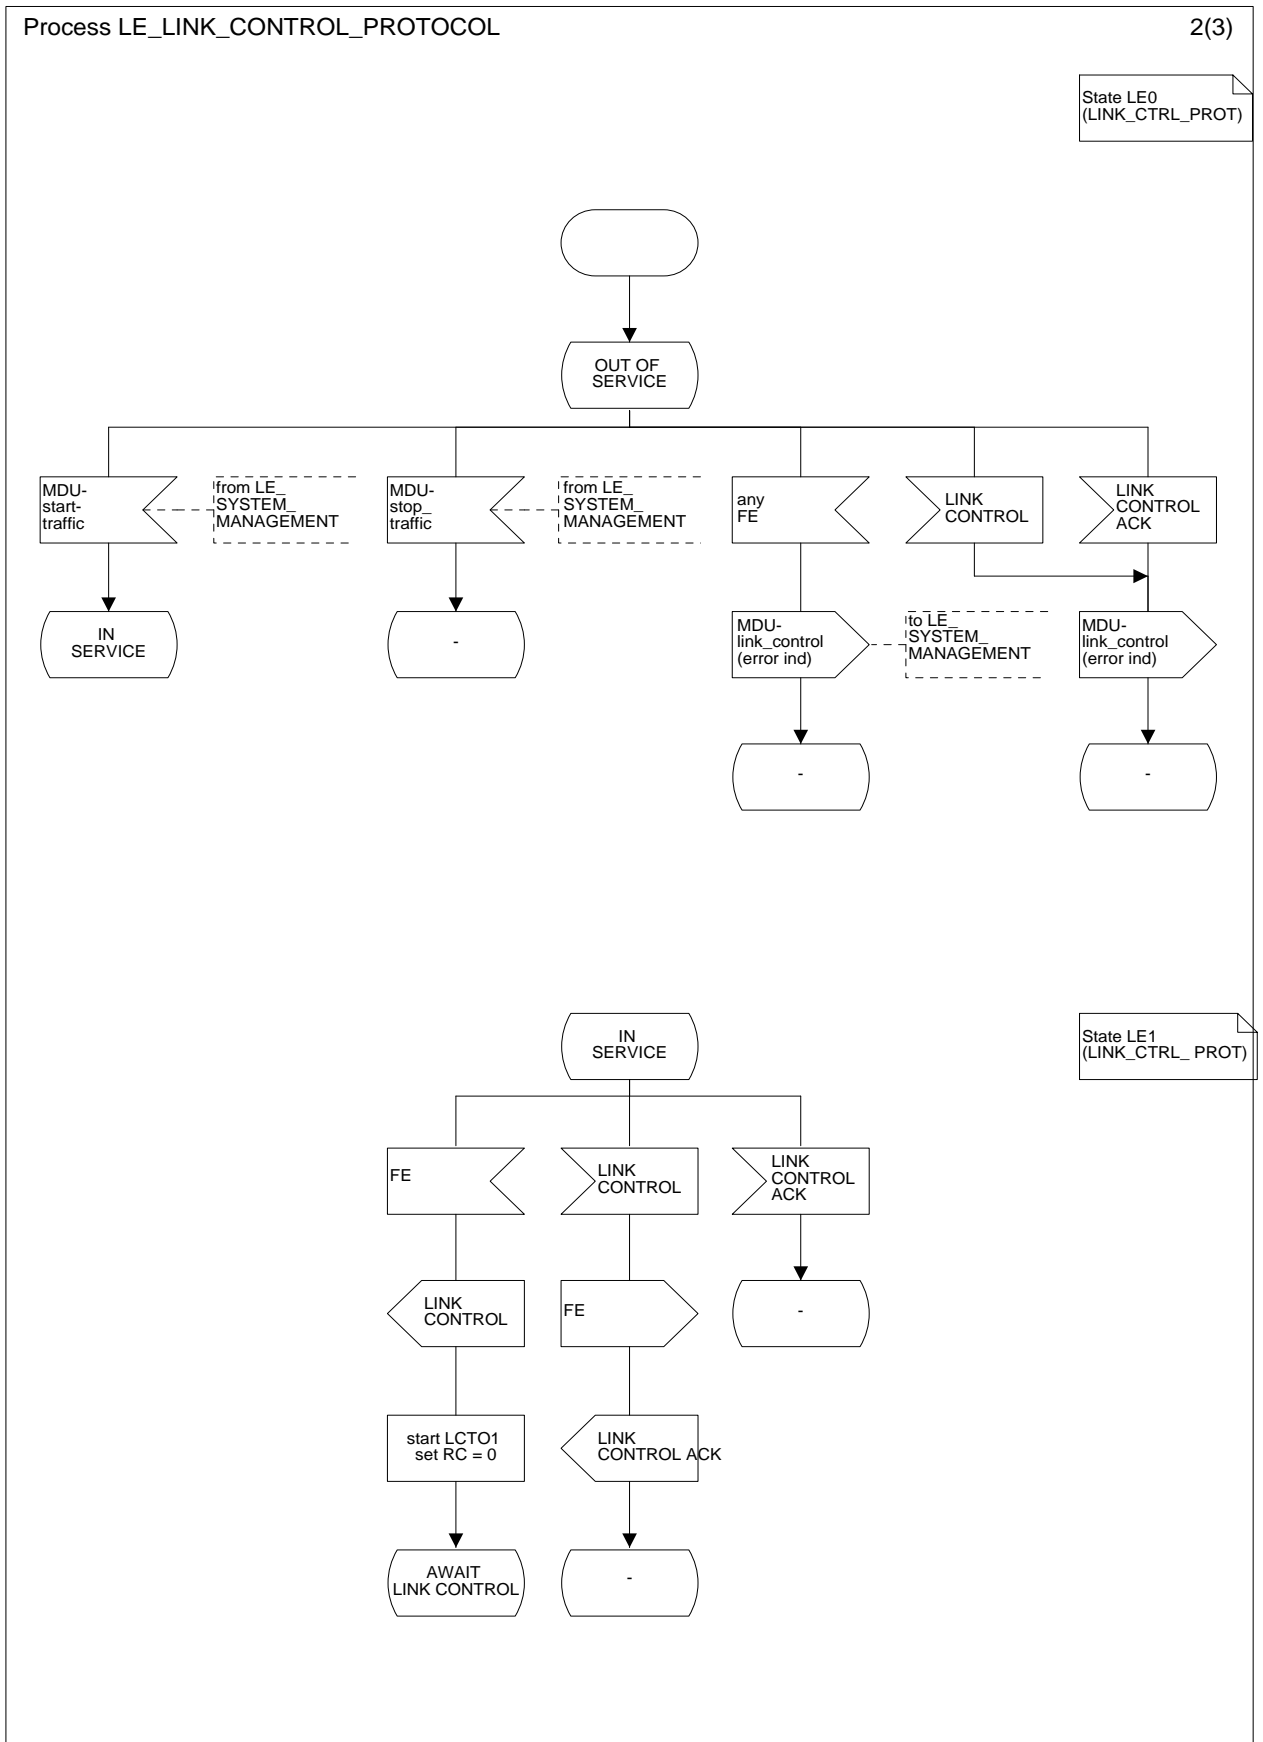 Process LE_LINK_CONTROL_PROTOCOL
2(3)
State LE0
(LINK_CTRL_PROT)
OUT OF
SERVICE
MDU-
start-
traffic
from LE_
SYSTEM_
MANAGEMENT
MDU-
stop_
traffic
from LE_
SYSTEM_
MANAGEMENT
any
FE
LINK
CONTROL
LINK
CONTROL
ACK
IN
SERVICE
-
MDU-
link_control
(error ind)
to LE_
SYSTEM_
MANAGEMENT
MDU-
link_control
(error ind)
-
-
IN
SERVICE
State LE1
(LINK_CTRL_ PROT)
FE
LINK
CONTROL
LINK
CONTROL
ACK
LINK
CONTROL
FE
-
start LCTO1
set RC = 0
LINK
CONTROL ACK
AWAIT
LINK CONTROL
-